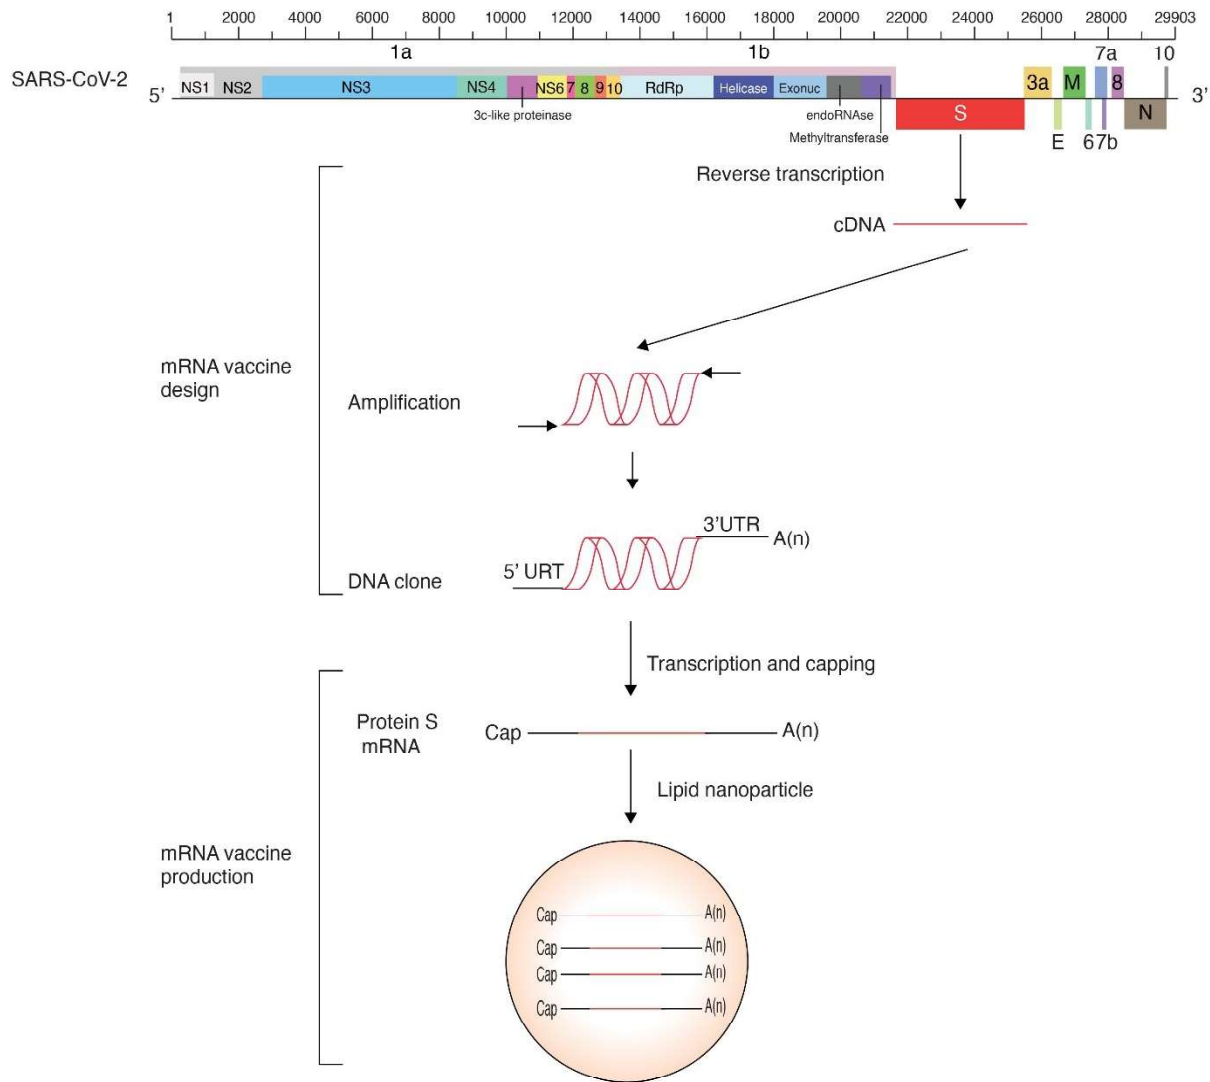 1 2000 4000 6000 8000 10000 12000 14000 16000 18000 20000 22000 24000 26000 28000 29903
1a 1b 7a 10
SARS-CoV-2
5’ NS1 NS2 NS3 NS4 NS6 7 8 9 10 RdRp Helicase Exonuc 3a M 8 3’
3c-like proteinase endoRNAse S N
Methyltransferase E 6 7b
Reverse transcription
cDNA
mRNA vaccine
design
Amplification
3’UTR
A(n)
5’ URT
DNA clone
Transcription and capping
Protein S
mRNA
Cap A(n)
Lipid nanoparticle
mRNA vaccine
production
Cap A(n)
Cap A(n)
Cap A(n)
Cap A(n)